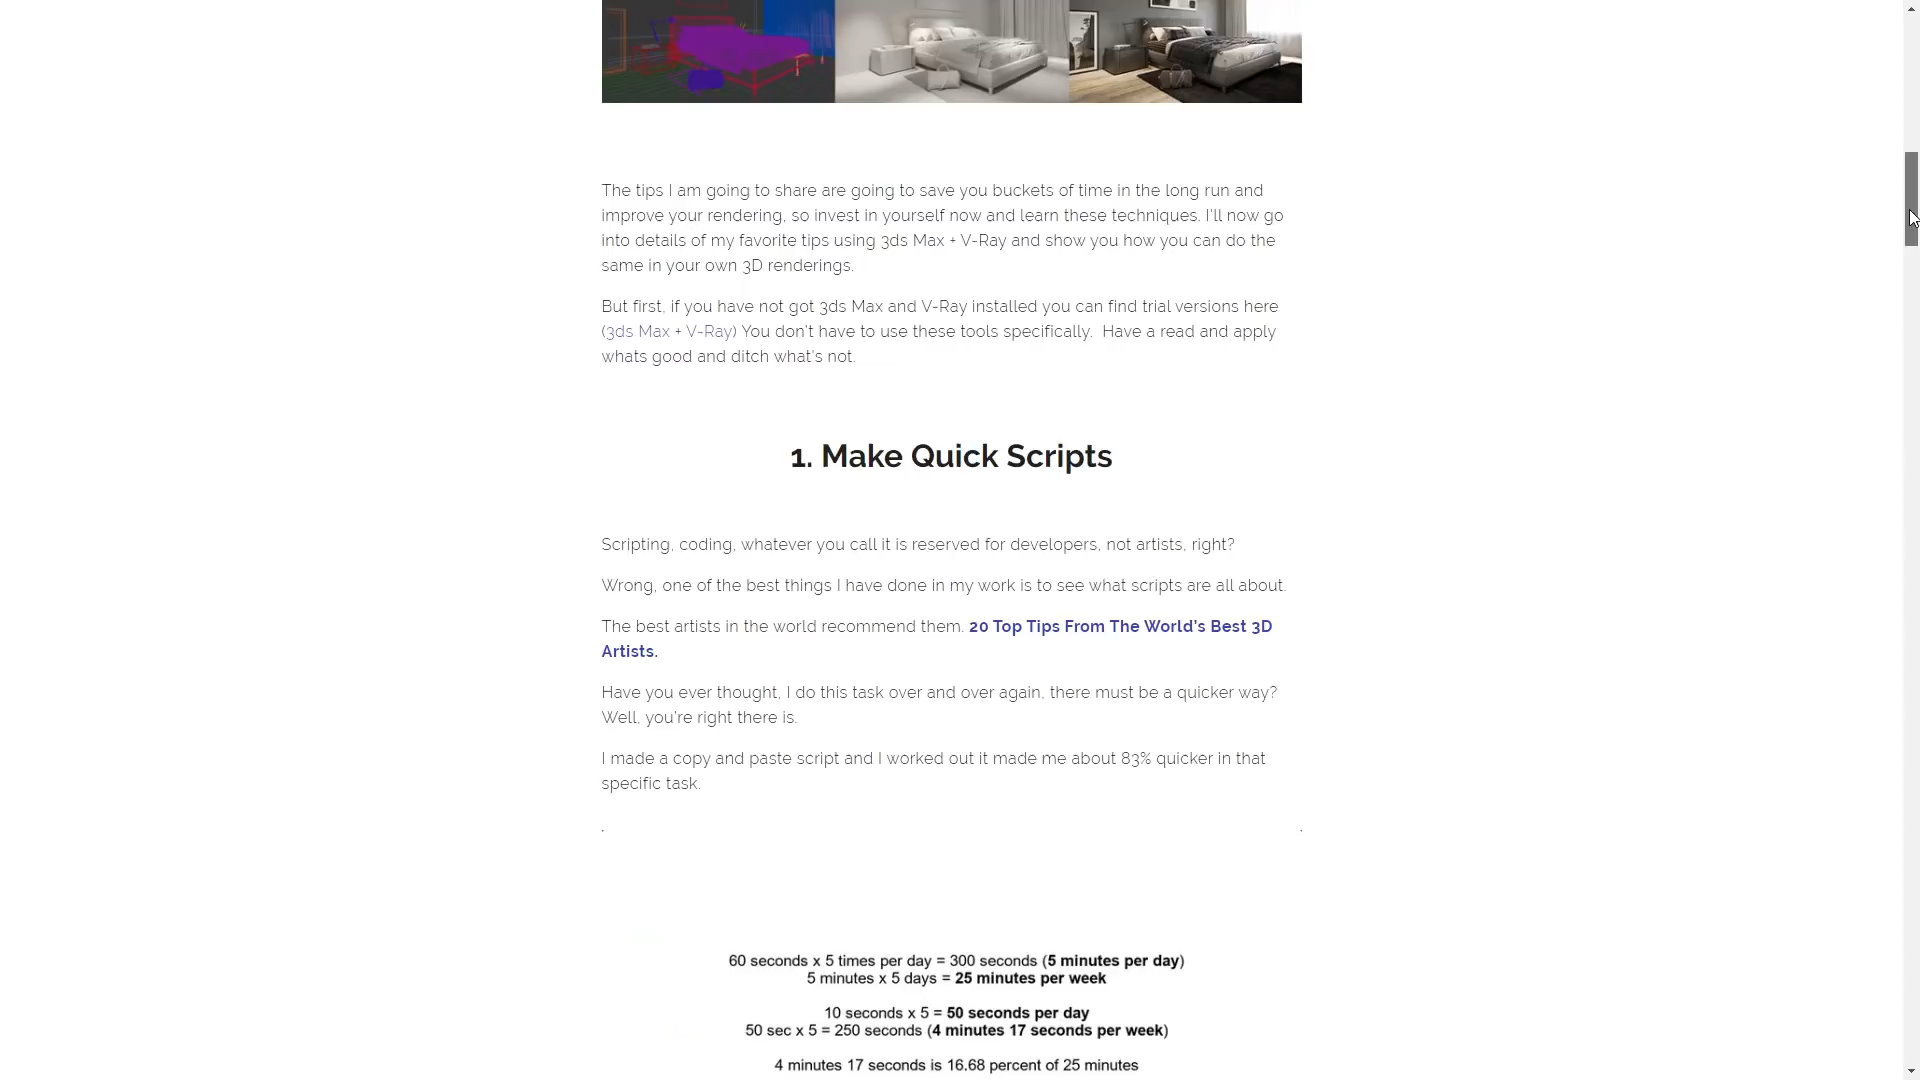 The tips I am going to share are going to save you buckets of time in the long run and
improve your rendering, so invest in yourself now and learn these techniques. I'll now go
into details of my favorite tips using 3ds Max + V-Ray and show you how you can do the
same in your own 3D renderings.
But first, if you have not got 3ds Max and V-Ray installed you can find trial versions here
(3ds Max + V-Ray) You don't have to use these tools specifically.  Have a read and apply
whats good and ditch what's not.
1. Make Quick Scripts
Scripting, coding, whatever you call it is reserved for developers, not artists, right?
Wrong, one of the best things I have done in my work is to see what scripts are all about.
The best artists in the world recommend them. 20 Top Tips From The World's Best 3D
Artists.
Have you ever thought, I do this task over and over again, there must be a quicker way?
Well, you're right there is.
I made a copy and paste script and I worked out it made me about 83% quicker in that
specific task.
60 seconds x 5 times per day = 300 seconds (5 minutes per day)
5 minutes x 5 days = 25 minutes per week
10 seconds x 5 = 50 seconds per day
50 sec x 5 = 250 seconds (4 minutes 17 seconds per week)
4 minutes 17 seconds is 16.68 percent of 25 minutes